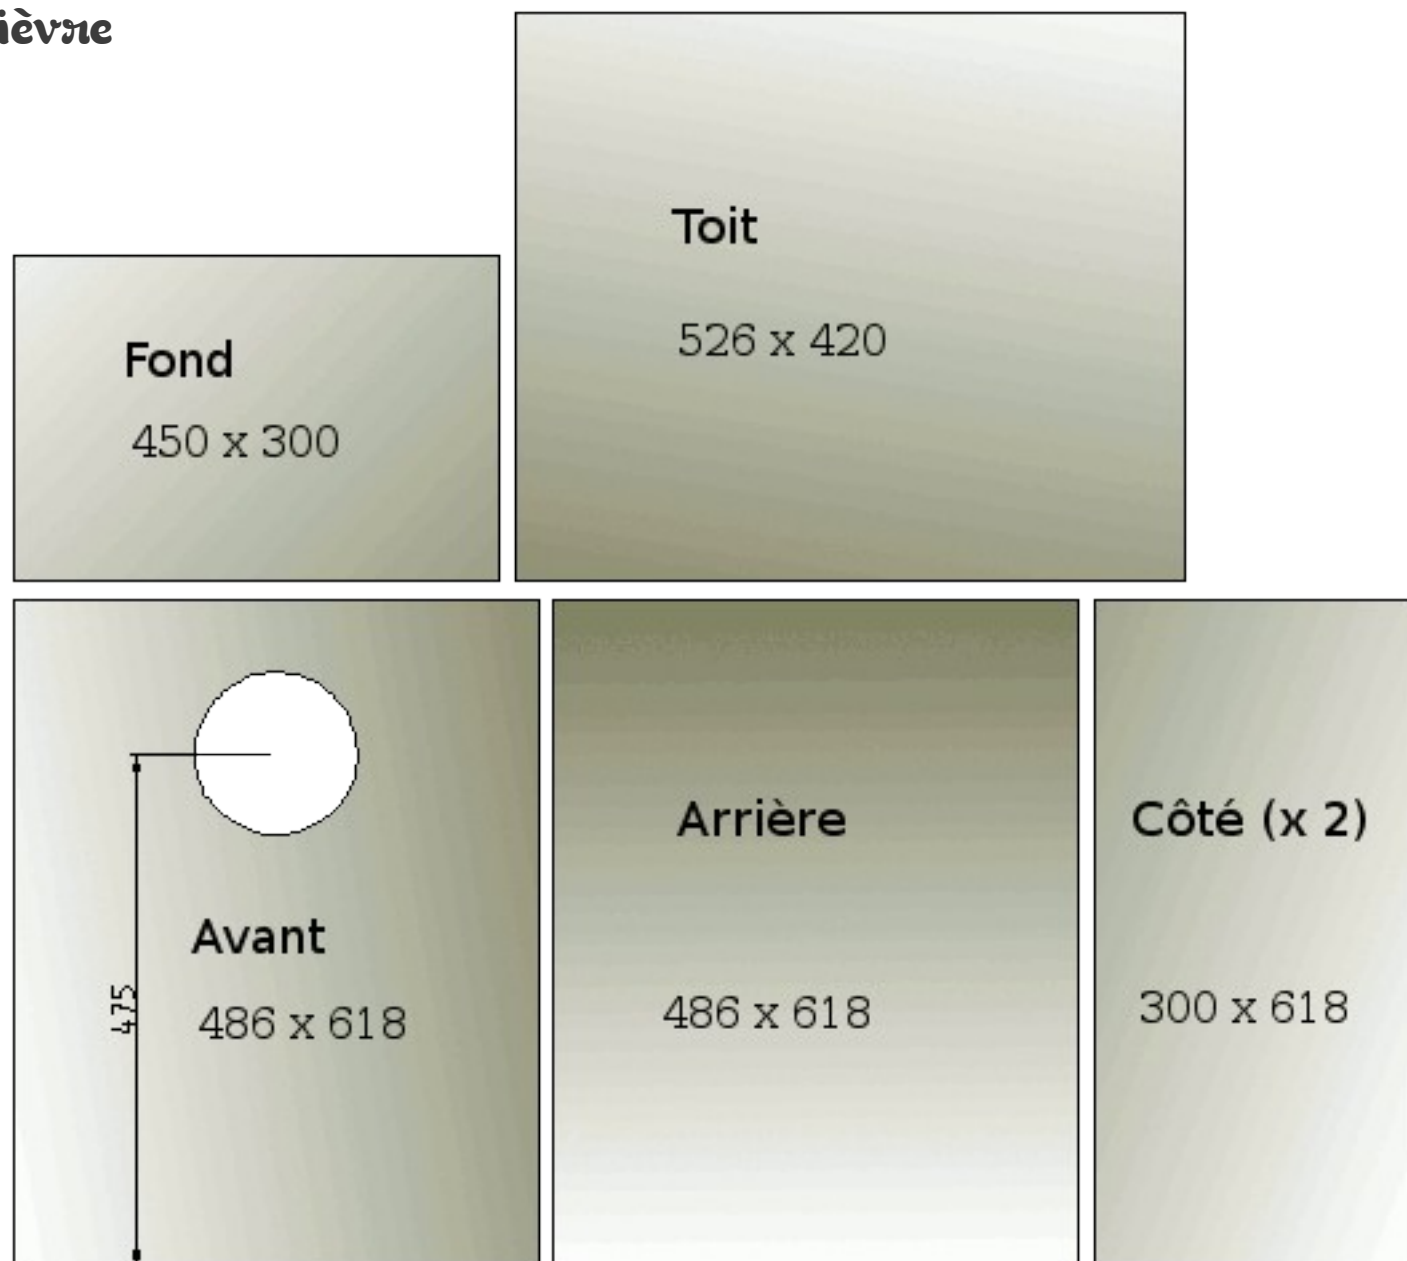 ièvre
Toit
526 x 420
Fond
450 x 300
Avant
486 x 618
475
Arrière
486 x 618
Côté (x 2)
300 x 618